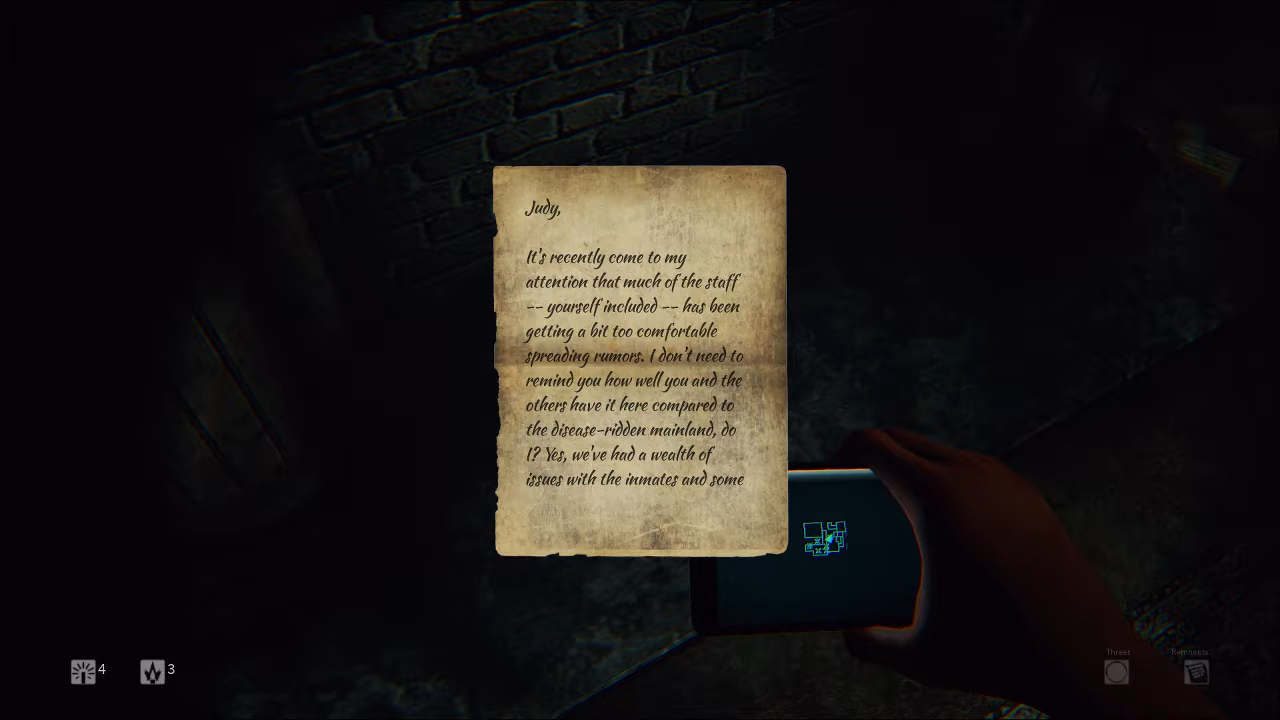 Judy,
It's recently come to my
attention that much of the staff
-- yourself included -- has been
getting a bit too comfortable
spreading rumors. I don't need to
remind you how well you and the
others have it here compared to
the disease-ridden mainland, do
I? Yes, we've had a wealth of
issues with the inmates and some
4
3
Threat
Remnants